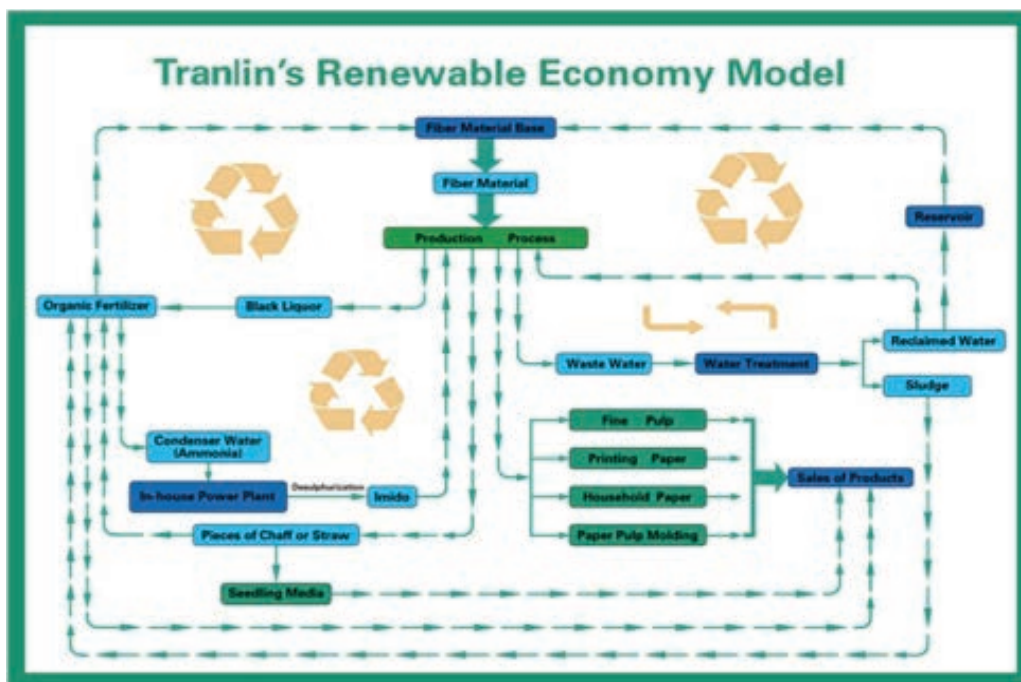 Tranlin's Renewable Economy Model
Fiber Material Base
Fiber Material
Reservoir
Production Process
Organic Fertilizer
Black Liquor
Reclaimed Water
Waste Water
Water Treatment
Sludge
Fine Pulp
Condenser Water
(Ammonia)
Printing Paper
Sales of Products
In-house Power Plant
Desulphurization
Imido
Household Paper
Pieces of Chaff or Straw
Paper Pulp Molding
Seedling Media